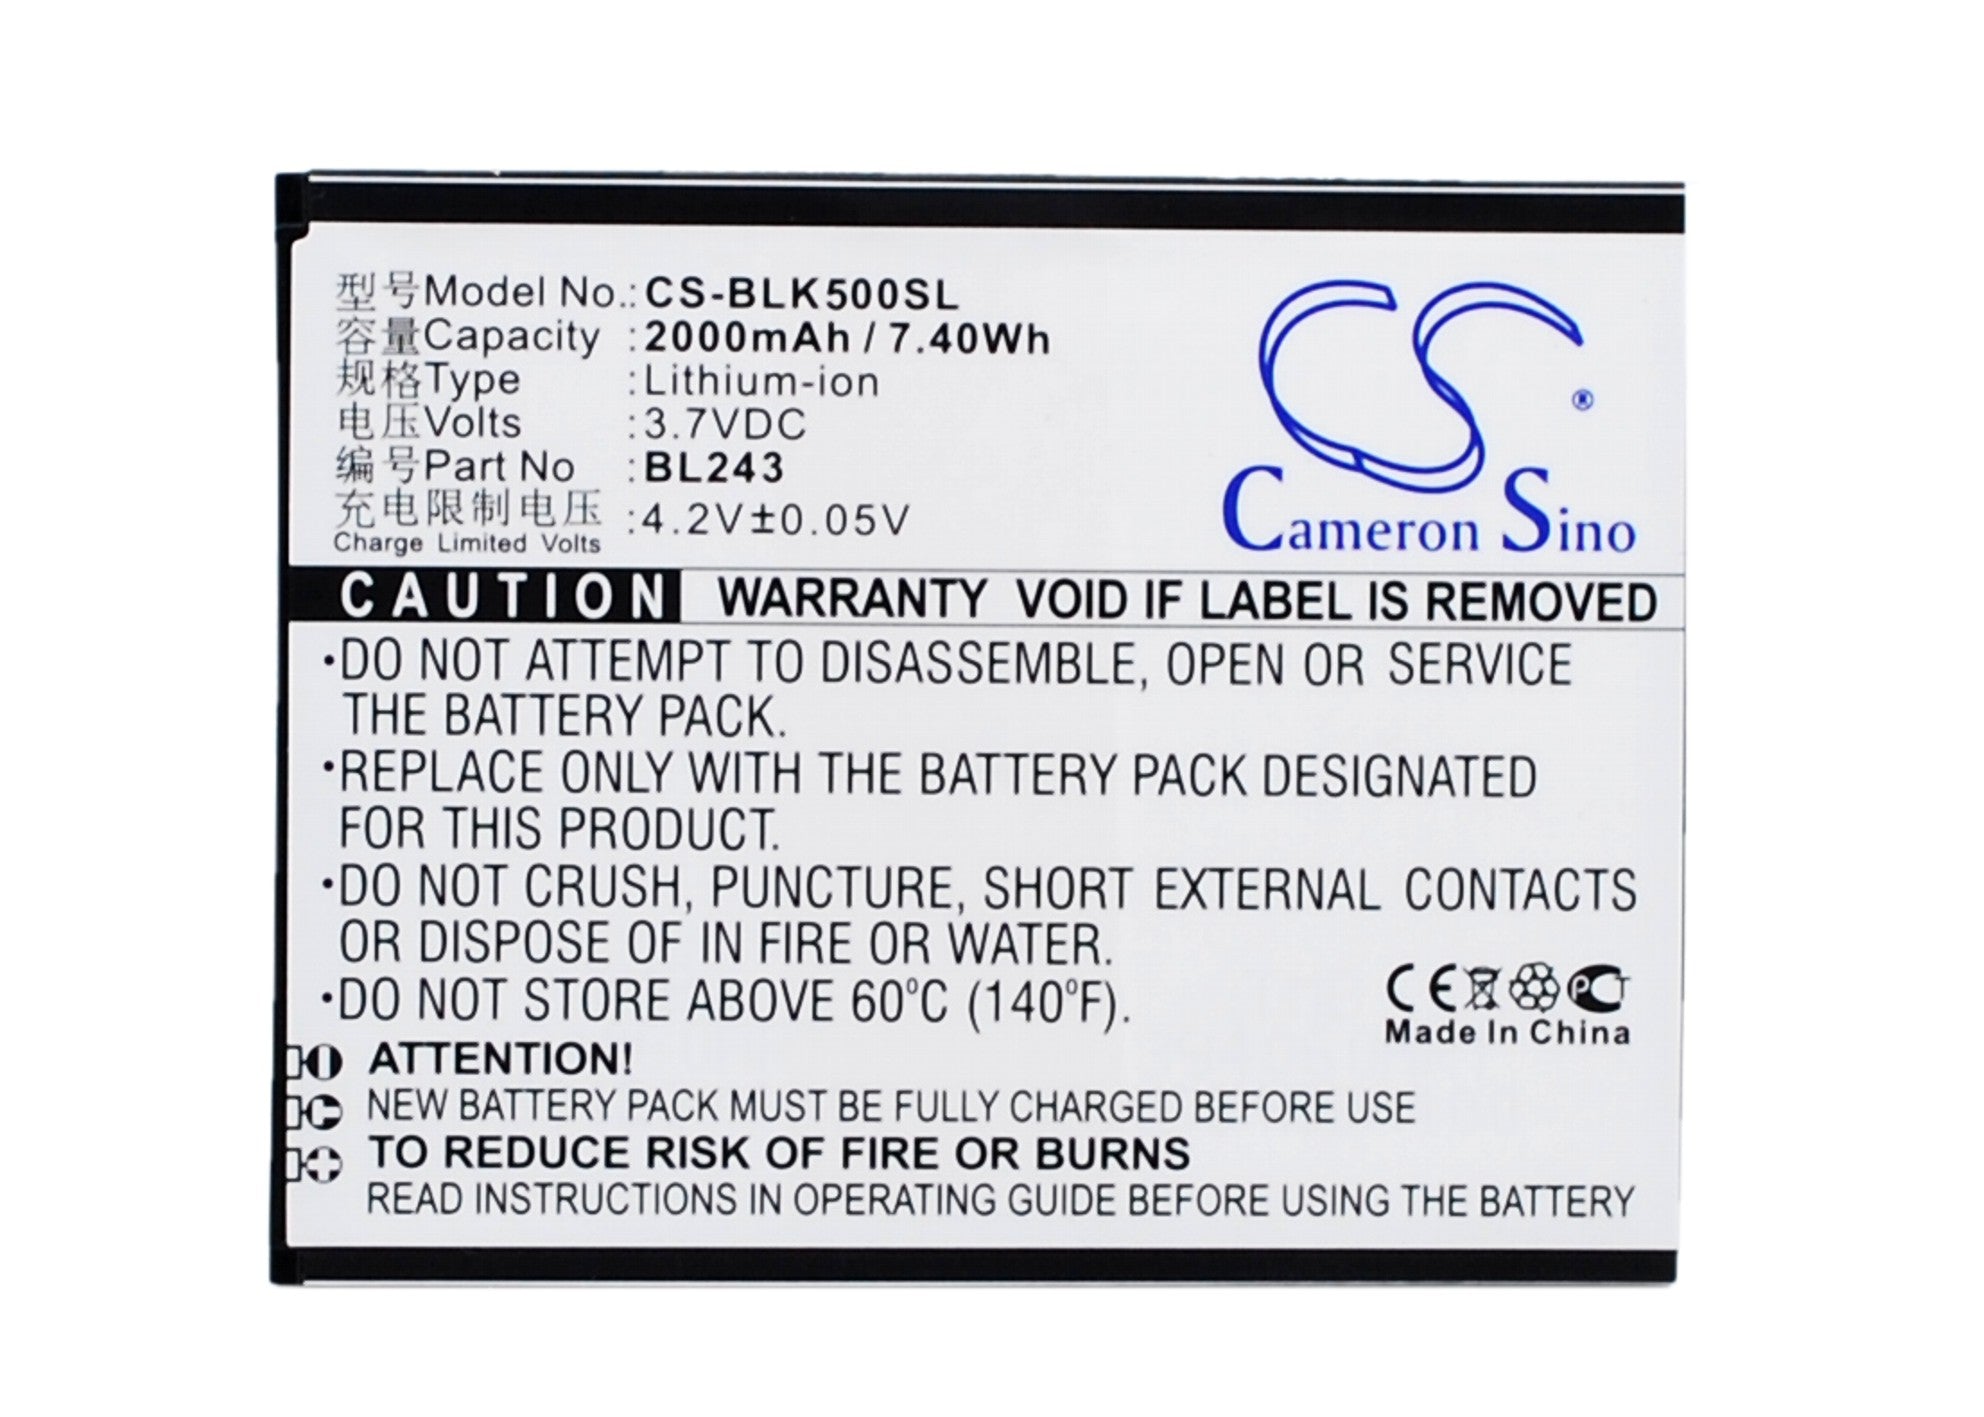 型号Model No.:CS-BLK500SL
容量Capacity :2000mAh / 7.40Wh
规格Type :Lithium-ion
电压Volts :3.7VDC
编号Part No :BL243
充电限制电压 :4.2V±0.05V
Charge Limited Volts
CS ®
Cameron Sino
CAUTION WARRANTY VOID IF LABEL IS REMOVED
·DO NOT ATTEMPT TO DISASSEMBLE, OPEN OR SERVICE
THE BATTERY PACK.
·REPLACE ONLY WITH THE BATTERY PACK DESIGNATED
FOR THIS PRODUCT.
·DO NOT CRUSH, PUNCTURE, SHORT EXTERNAL CONTACTS
OR DISPOSE OF IN FIRE OR WATER.
·DO NOT STORE ABOVE 60°C (140°F).
CE PCT
Made In China
ATTENTION!
C NEW BATTERY PACK MUST BE FULLY CHARGED BEFORE USE
+ TO REDUCE RISK OF FIRE OR BURNS
READ INSTRUCTIONS IN OPERATING GUIDE BEFORE USING THE BATTERY